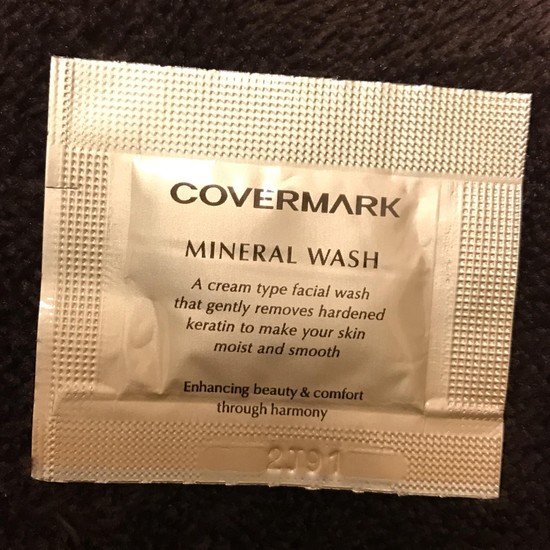 COVERMARK
MINERAL WASH
A cream type facial wash
that gently removes hardened
keratin to make your skin
moist and smooth
Enhancing beauty & comfort
through harmony
2J91